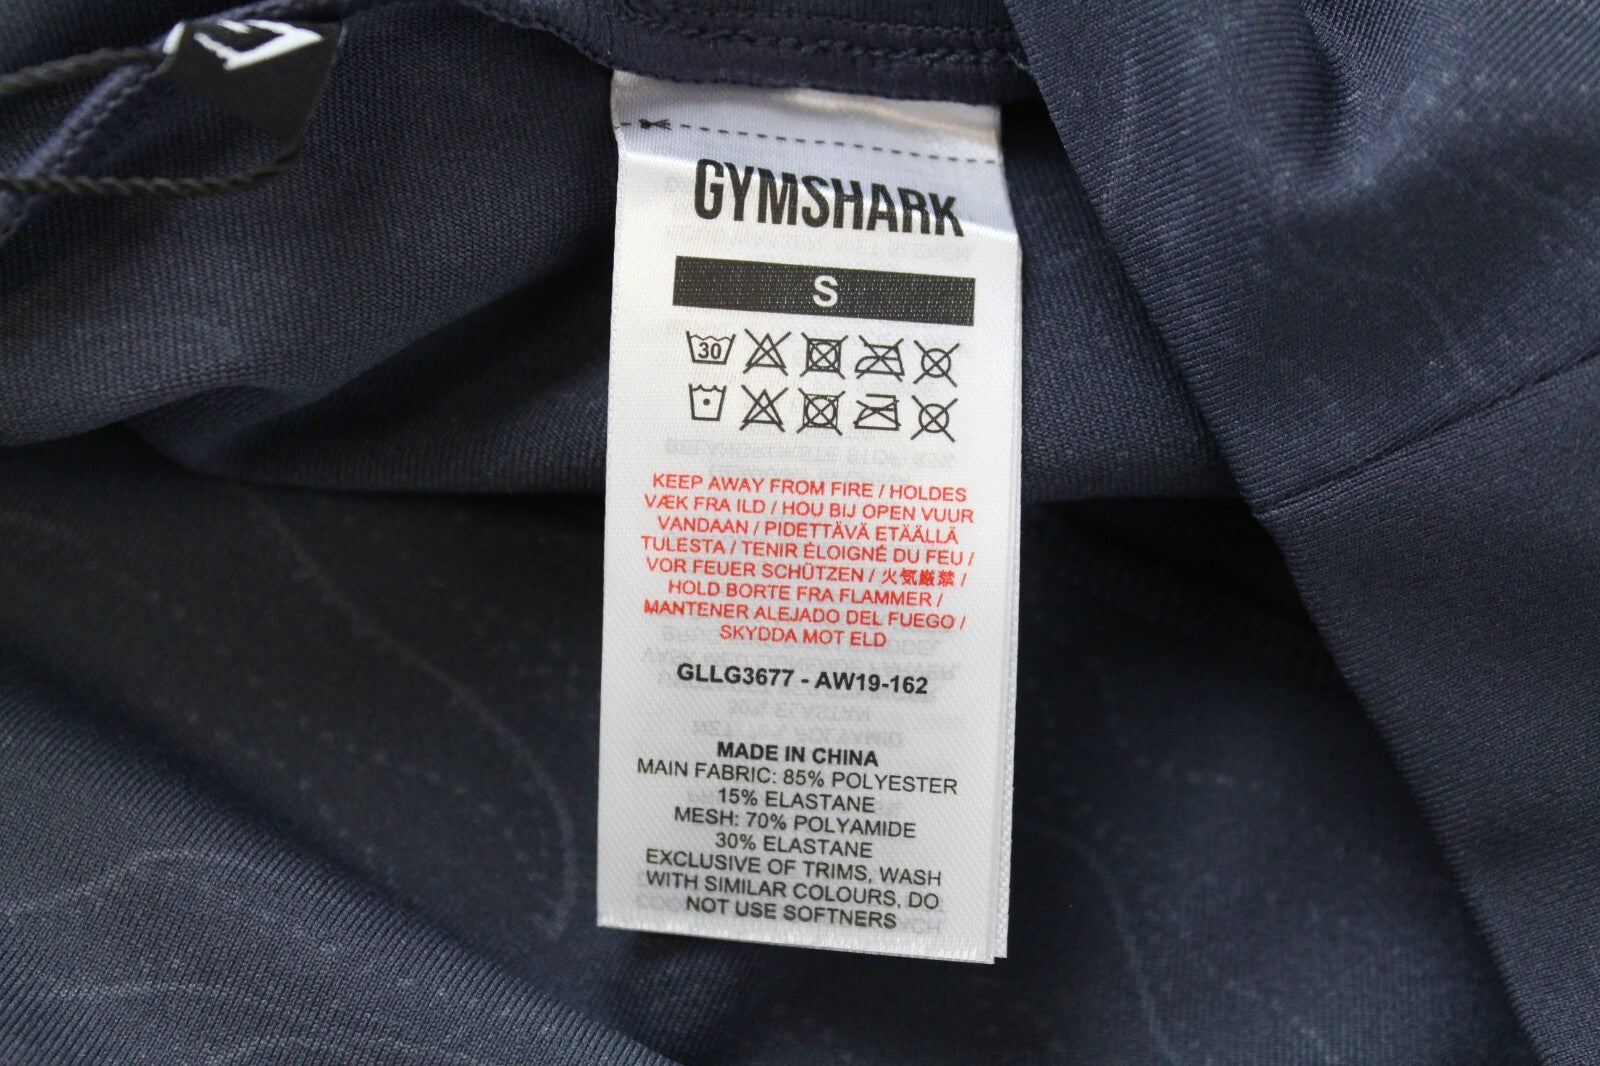 GYMSHARK
S
30
KEEP AWAY FROM FIRE / HOLDES
VÆK FRA ILD / HOU BIJ OPEN VUUR
VANDAAN / PIDETTÄVÄ ETÄÄLLÄ
TULESTA / TENIR ÉLOIGNÉ DU FEU /
VOR FEUER SCHÜTZEN / 火気厳禁 /
HOLD BORTE FRA FLAMMER /
MANTENER ALEJADO DEL FUEGO /
SKYDDA MOT ELD
GLLG3677 - AW19-162
MADE IN CHINA
MAIN FABRIC: 85% POLYESTER
15% ELASTANE
MESH: 70% POLYAMIDE
30% ELASTANE
EXCLUSIVE OF TRIMS, WASH
WITH SIMILAR COLOURS, DO
NOT USE SOFTNERS